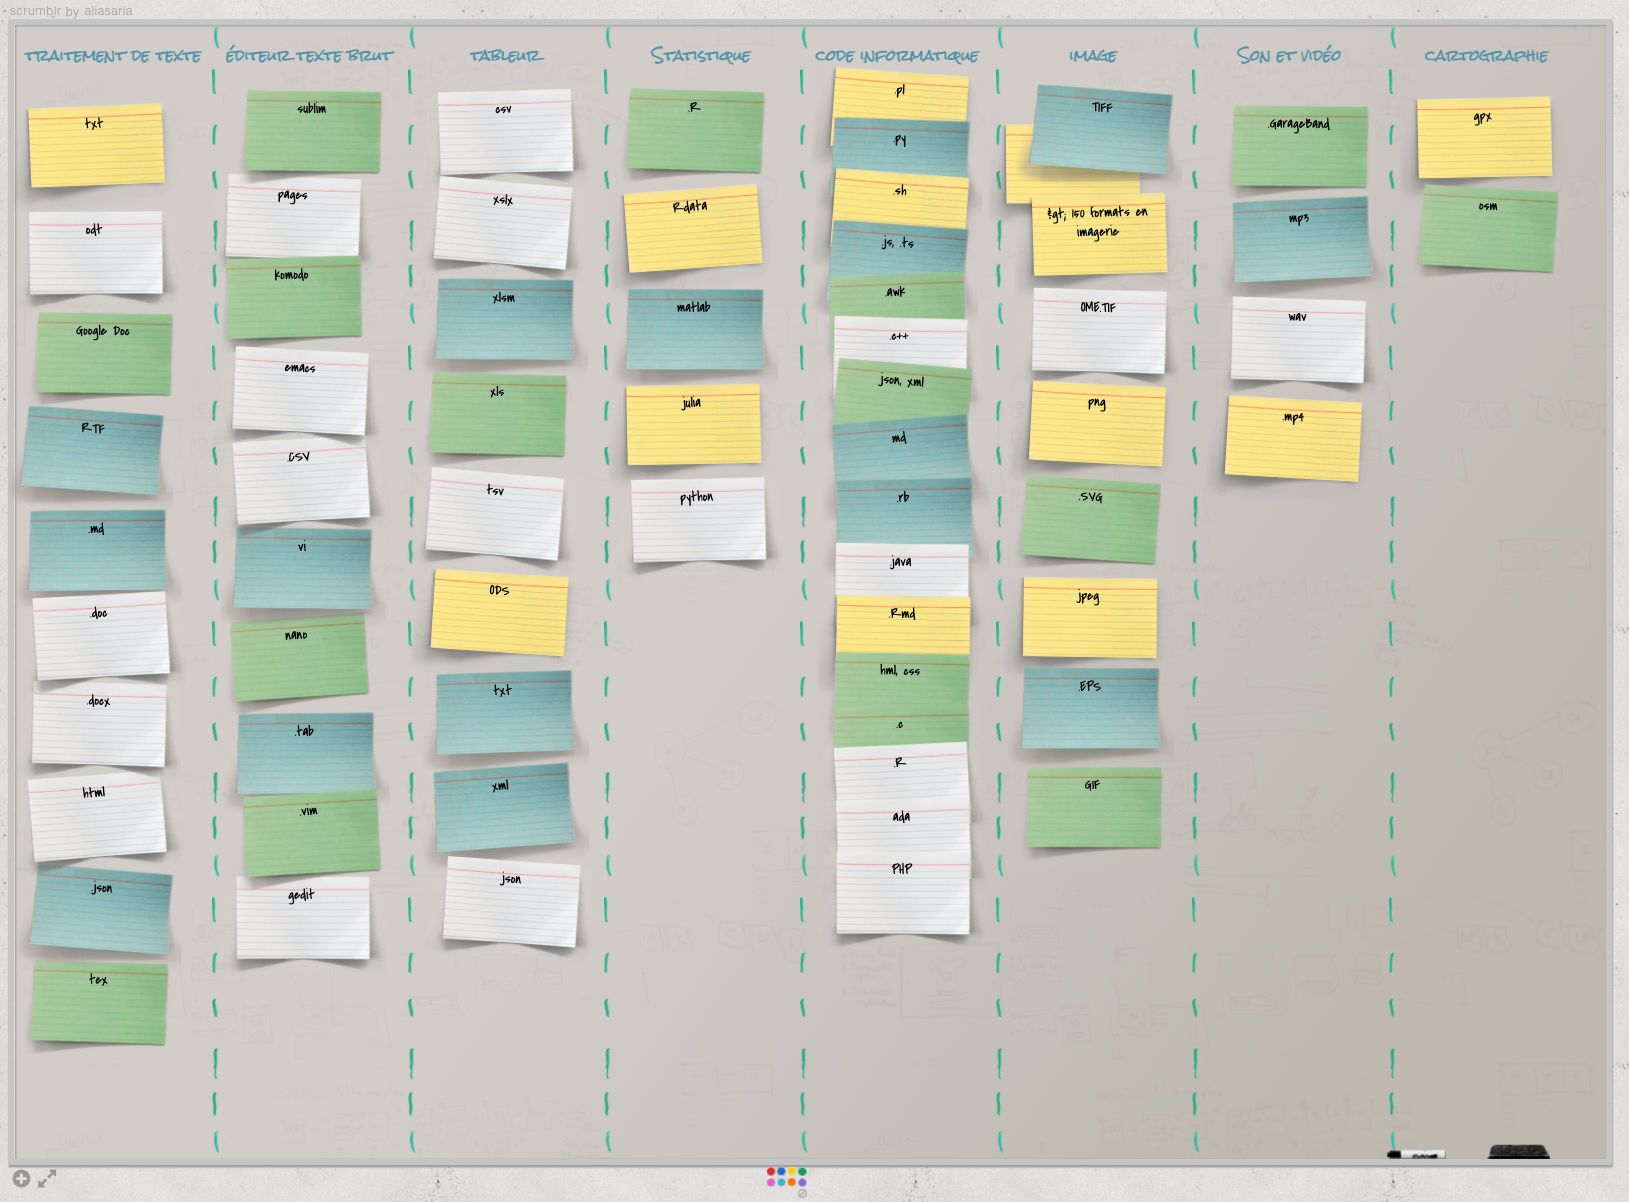 scrumblr by aliasaria
TRAITEMENT DE TEXTE
txt
odt
Google Doc
RTF
.md
.doc
.docx
html
.json
tex
ÉDITEUR TEXTE BRUT
sublim
pages
komodo
emacs
.CSV
vi
nano
.tab
.vim
gedit
TABLEUR
csv
xslx
xlsm
xls
tsv
ODS
txt
xml
json
STATISTIQUE
.R
Rdata
matlab
julia
python
CODE INFORMATIQUE
.pl
.py
.sh
js, .ts
.awk
.c++
json, xml
md
.rb
java
.Rmd
hml, css
.c
.R
ada
PHP
IMAGE
TIFF
&gt; 150 formats en
imagerie
OME.TIF
png
.SVG
jpeg
.EPS
GIF
SON ET VIDÉO
.GarageBand
mp3
wav
.mp4
CARTOGRAPHIE
gpx
osm